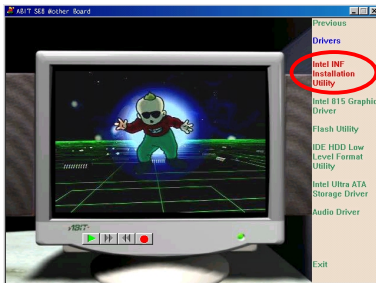 ABIT SE6 Mother Board
Previous
Drivers
Intel INF
Installation
Utility
Intel 815 Graphic
Driver
Flash Utility
IDE HDD Low
Level Format
Utility
Intel Ultra ATA
Storage Driver
Audio Driver
ABIT
Exit